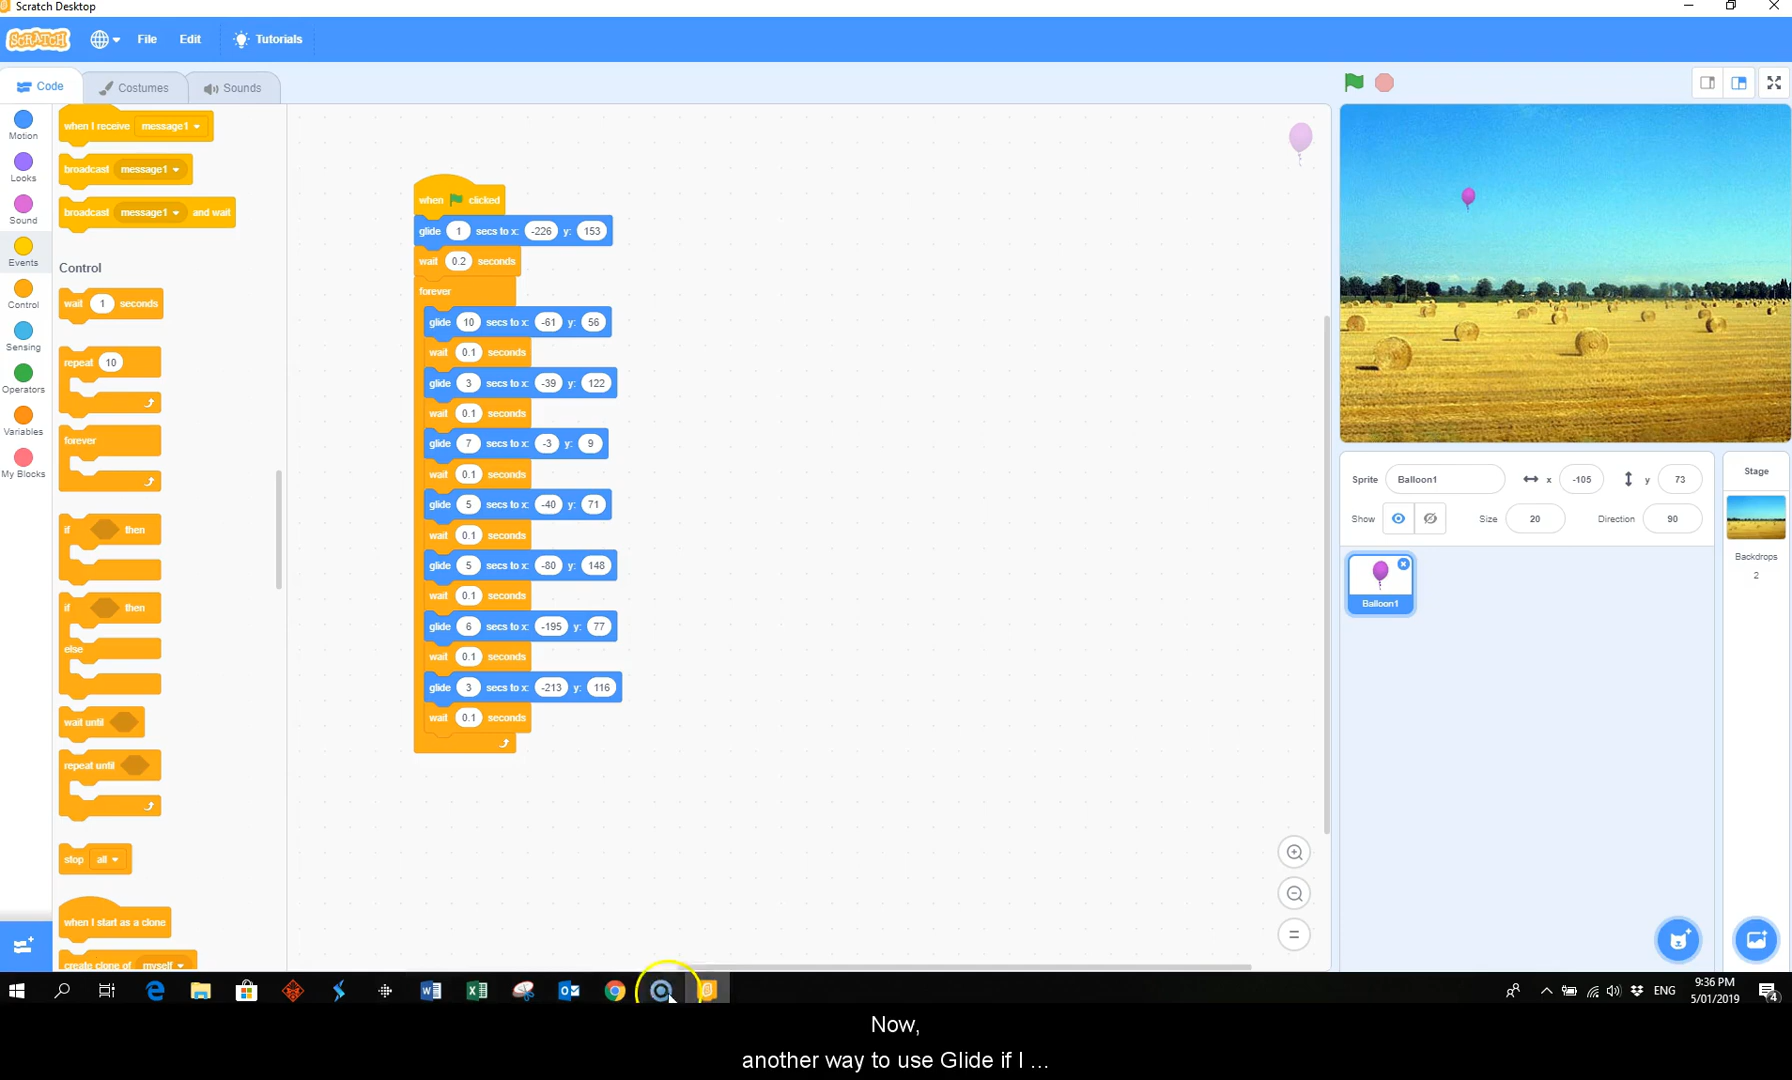 Scratch Desktop
SCRATCH
File
Edit
Tutorials
Code
Costumes
Sounds
Motion
Looks
Sound
Events
Control
Sensing
Operators
Variables
My Blocks
when I receive message1
broadcast message1
broadcast message1 and wait
Control
wait 1 seconds
repeat 10
forever
if then
if then
else
wait until
repeat until
stop all
when I start as a clone
create clone of myself
when clicked
glide 1 secs to x: -226 y: 153
wait 0.2 seconds
forever
glide 10 secs to x: -61 y: 56
wait 0.1 seconds
glide 3 secs to x: -39 y: 122
wait 0.1 seconds
glide 7 secs to x: -3 y: 9
wait 0.1 seconds
glide 5 secs to x: -40 y: 71
wait 0.1 seconds
glide 5 secs to x: -80 y: 148
wait 0.1 seconds
glide 6 secs to x: -195 y: 77
wait 0.1 seconds
glide 3 secs to x: -213 y: 116
wait 0.1 seconds
Sprite Balloon1 x -105 y 73
Show Size 20 Direction 90
Balloon1
Stage
Backdrops
2
ENG
9:36 PM
5/01/2019
4
Now,
another way to use Glide if I ...